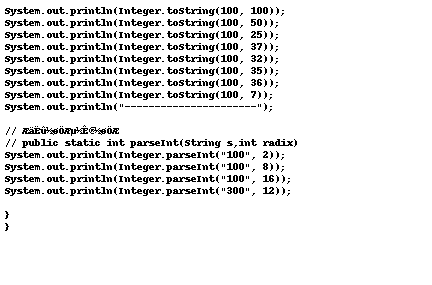 System.out.println(Integer.toString(100, 100));
System.out.println(Integer.toString(100, 50));
System.out.println(Integer.toString(100, 25));
System.out.println(Integer.toString(100, 37));
System.out.println(Integer.toString(100, 32));
System.out.println(Integer.toString(100, 35));
System.out.println(Integer.toString(100, 36));
System.out.println(Integer.toString(100, 7));
System.out.println("-----------------------");
//
// public static int parseInt(String s,int radix)
System.out.println(Integer.parseInt("100", 2));
System.out.println(Integer.parseInt("100", 8));
System.out.println(Integer.parseInt("100", 16));
System.out.println(Integer.parseInt("300", 12));
}
}